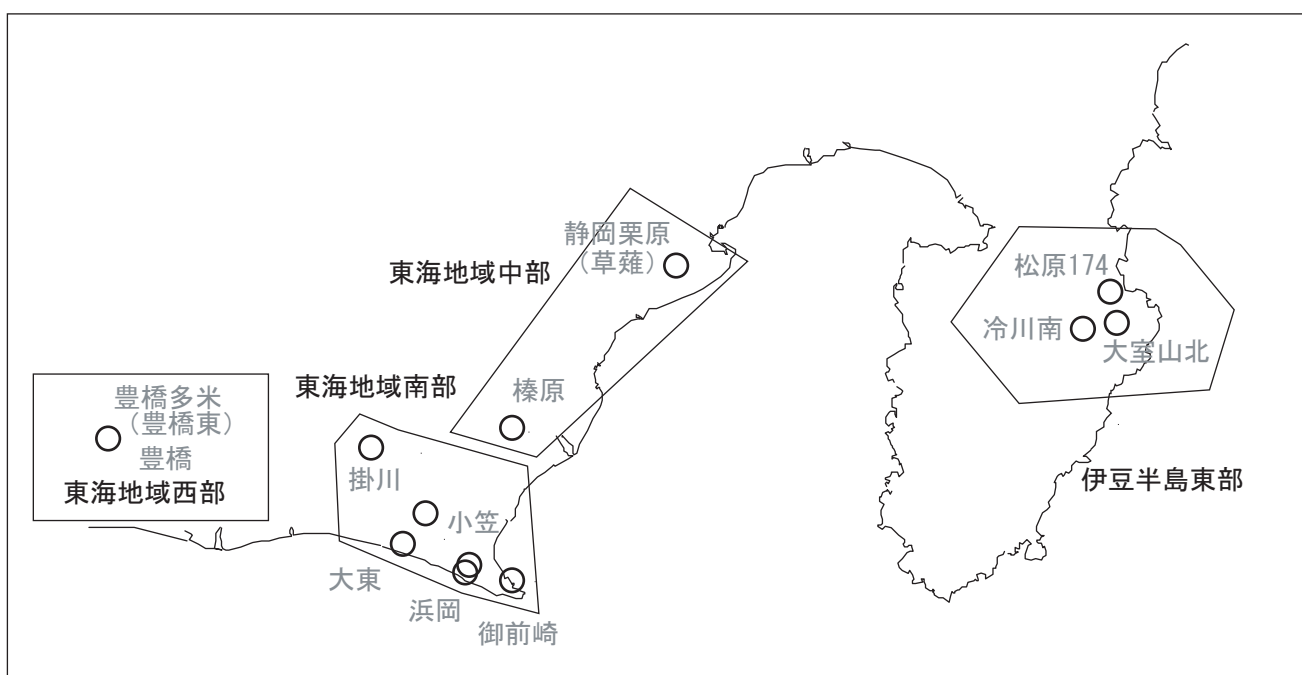 静岡栗原
（草薙）
東海地域中部
松原174
冷川南
大室山北
東海地域南部
榛原
豊橋多米
（豊橋東）
豊橋
東海地域西部
掛川
伊豆半島東部
小笠
大東
浜岡
御前崎